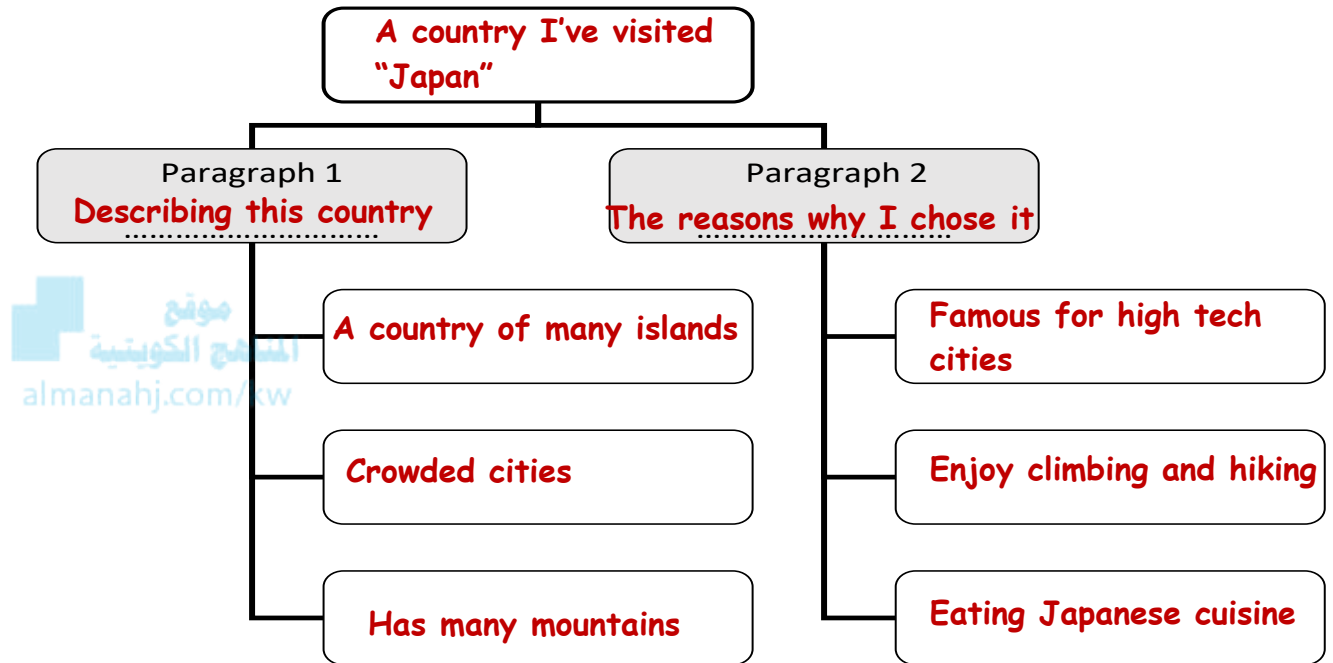 A country I've visited
“Japan”
Paragraph 1
Describing this country
Paragraph 2
The reasons why I chose it
موقع
المناهج الكويتية
almanahj.com/kw
A country of many islands
Crowded cities
Has many mountains
Famous for high tech
cities
Enjoy climbing and hiking
Eating Japanese cuisine